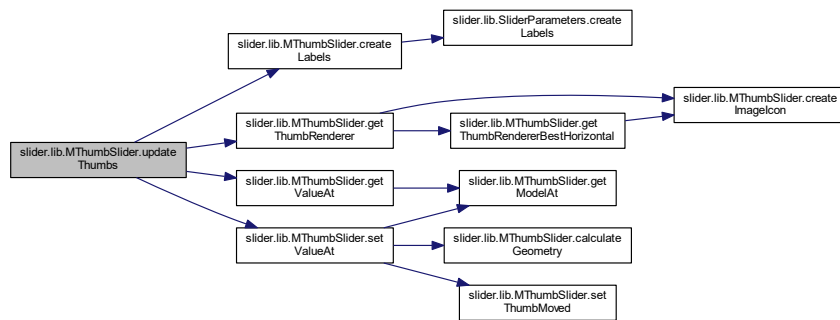 slider.lib.MThumbSlider.update
Thumbs
slider.lib.MThumbSlider.create
Labels
slider.lib.SliderParameters.create
Labels
slider.lib.MThumbSlider.get
ThumbRenderer
slider.lib.MThumbSlider.get
ThumbRendererBestHorizontal
slider.lib.MThumbSlider.create
ImageIcon
slider.lib.MThumbSlider.get
ValueAt
slider.lib.MThumbSlider.get
ModelAt
slider.lib.MThumbSlider.set
ValueAt
slider.lib.MThumbSlider.calculate
Geometry
slider.lib.MThumbSlider.set
ThumbMoved